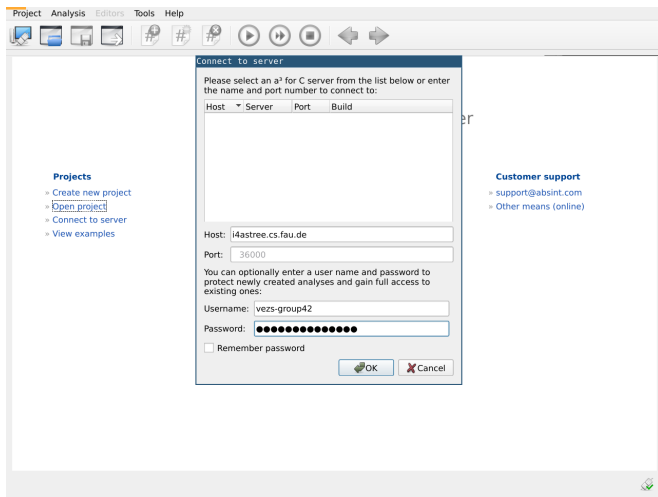 Project Analysis Editors Tools Help
Connect to server
Please select an a³ for C server from the list below or enter
the name and port number to connect to:
Host Server Port Build
er
Projects
» Create new project
» Open project
» Connect to server
» View examples
Customer support
» support@absint.com
» Other means (online)
Host: i4astree.cs.fau.de
Port: 36000
You can optionally enter a user name and password to
protect newly created analyses and gain full access to
existing ones:
Username: vezs-group42
Password: ●●●●●●●●●●●●●●
Remember password
OK Cancel